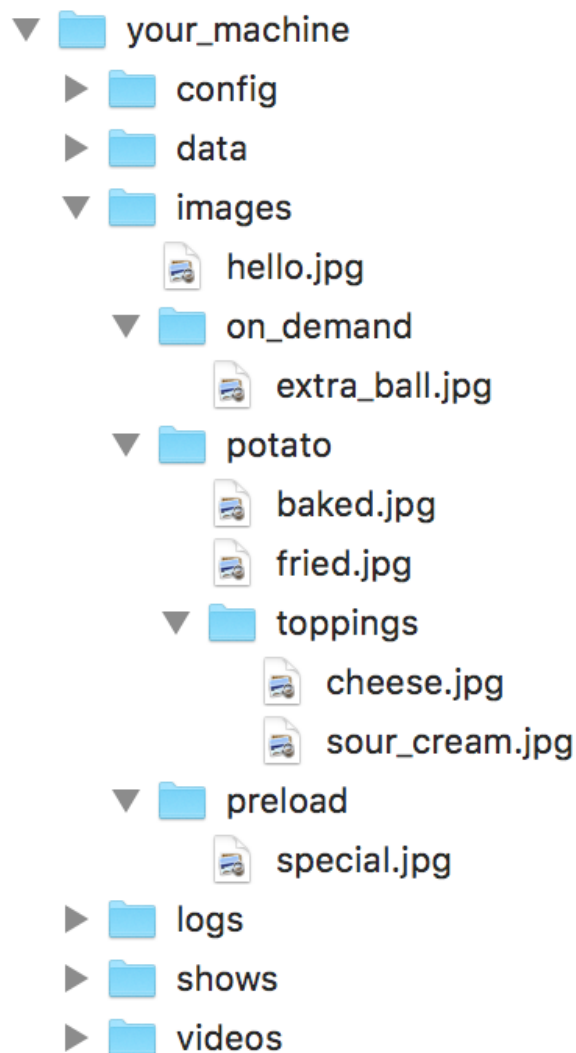 your_machine
config
data
images
hello.jpg
on_demand
extra_ball.jpg
potato
baked.jpg
fried.jpg
toppings
cheese.jpg
sour_cream.jpg
preload
special.jpg
logs
shows
videos